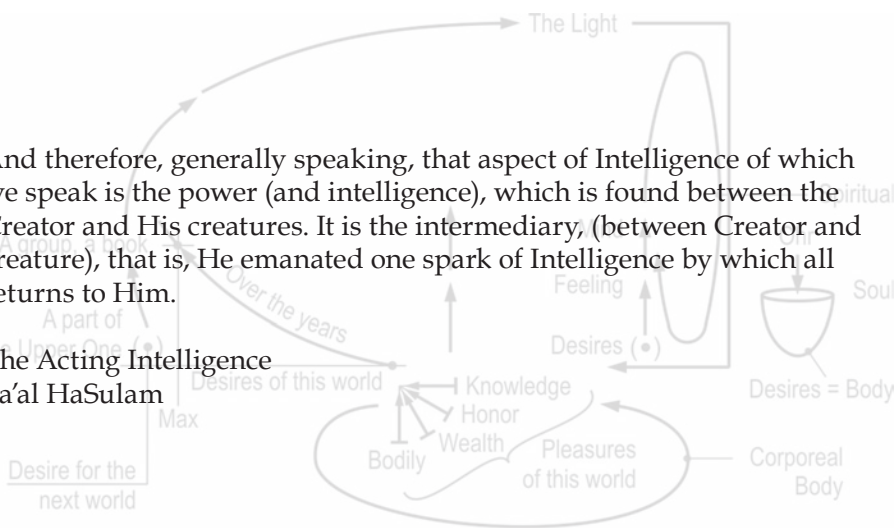 The Light
And therefore, generally speaking, that aspect of Intelligence of which
we speak is the power (and intelligence), which is found between the
Creator and His creatures. It is the intermediary, (between Creator and
creature), that is, He emanated one spark of Intelligence by which all
returns to Him.
The Acting Intelligence
Ba'al HaSulam
Spiritual
Ohr
A group, a book
Feeling
Soul
Over the years
A part of
Upper One (•)
Desires (•)
Desires of this world
Knowledge
Honor
Wealth
Bodily
Desires = Body
Max
Pleasures
of this world
Corporeal
Body
Desire for the
next world